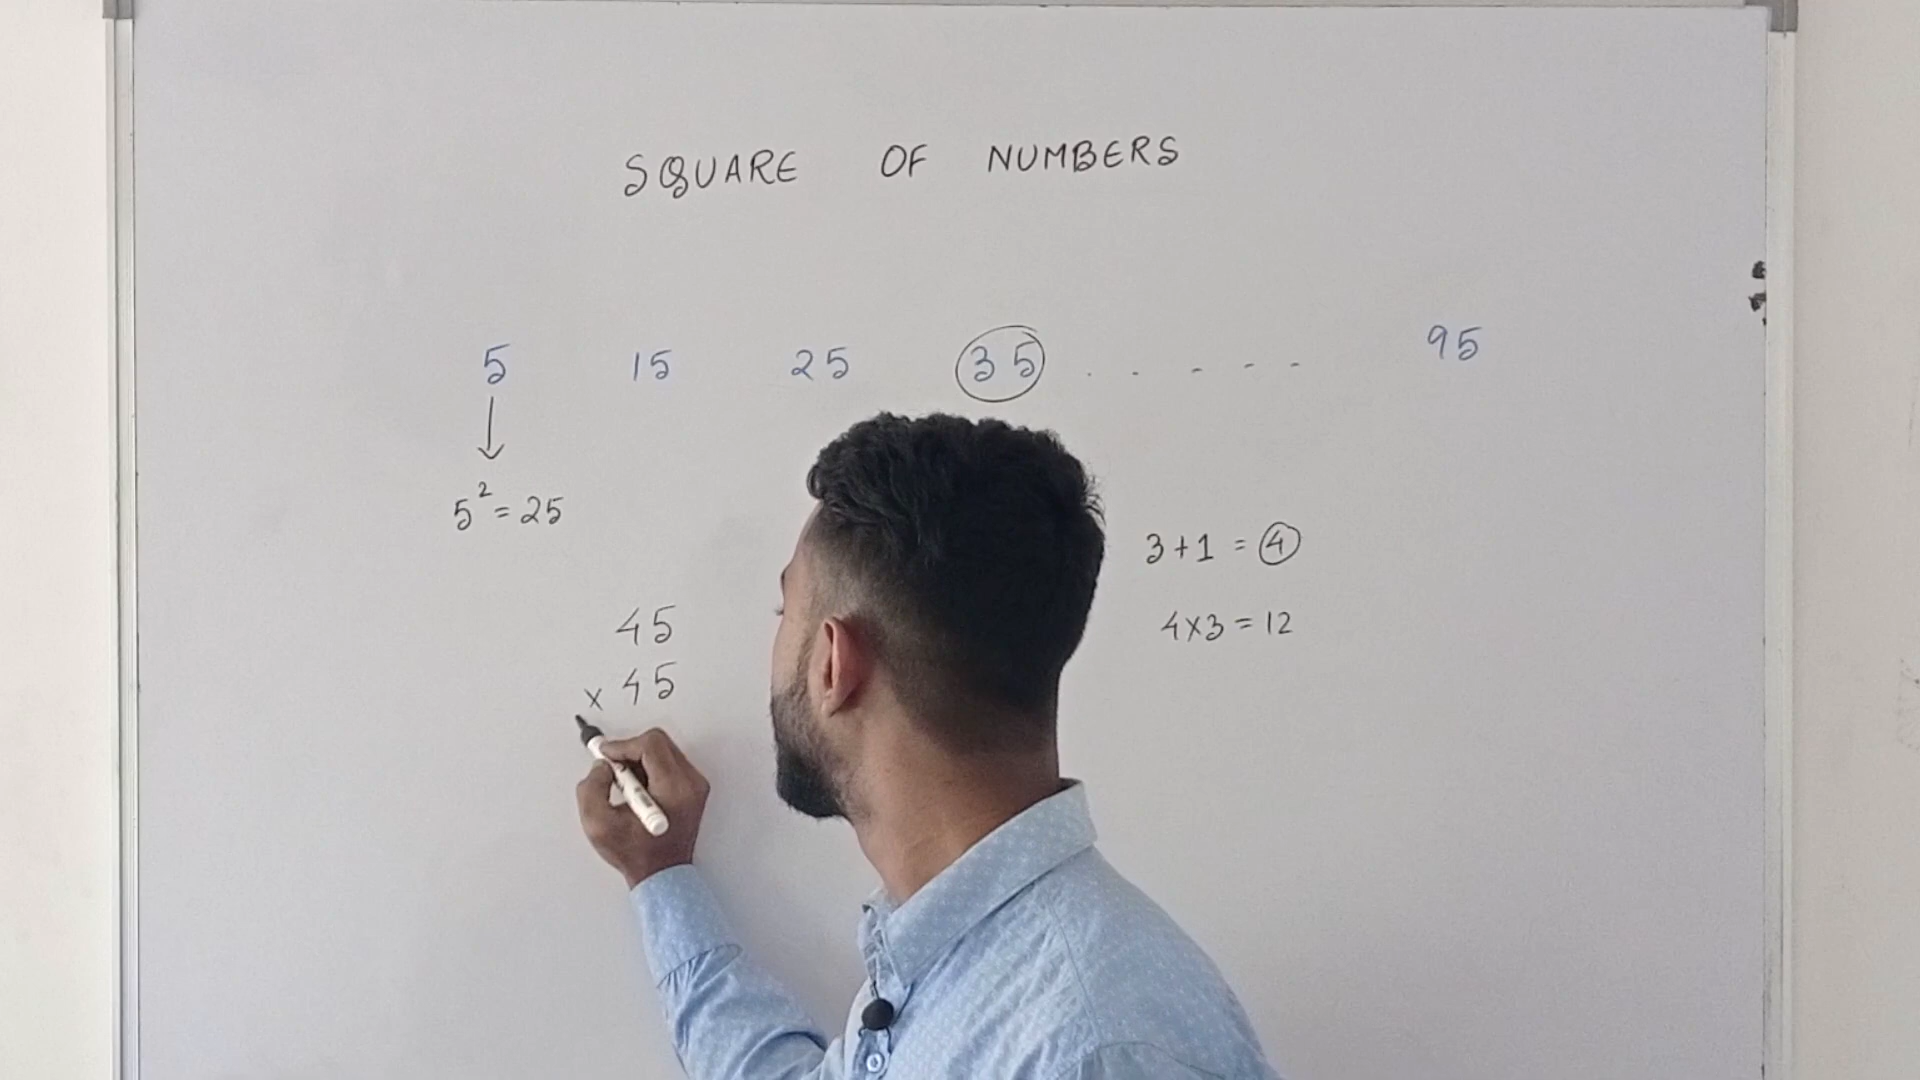 SQUARE OF NUMBERS
5 15 25 35 . . - - - 95
5² = 25
3 + 1 = 4
4 x 3 = 12
45
x 45